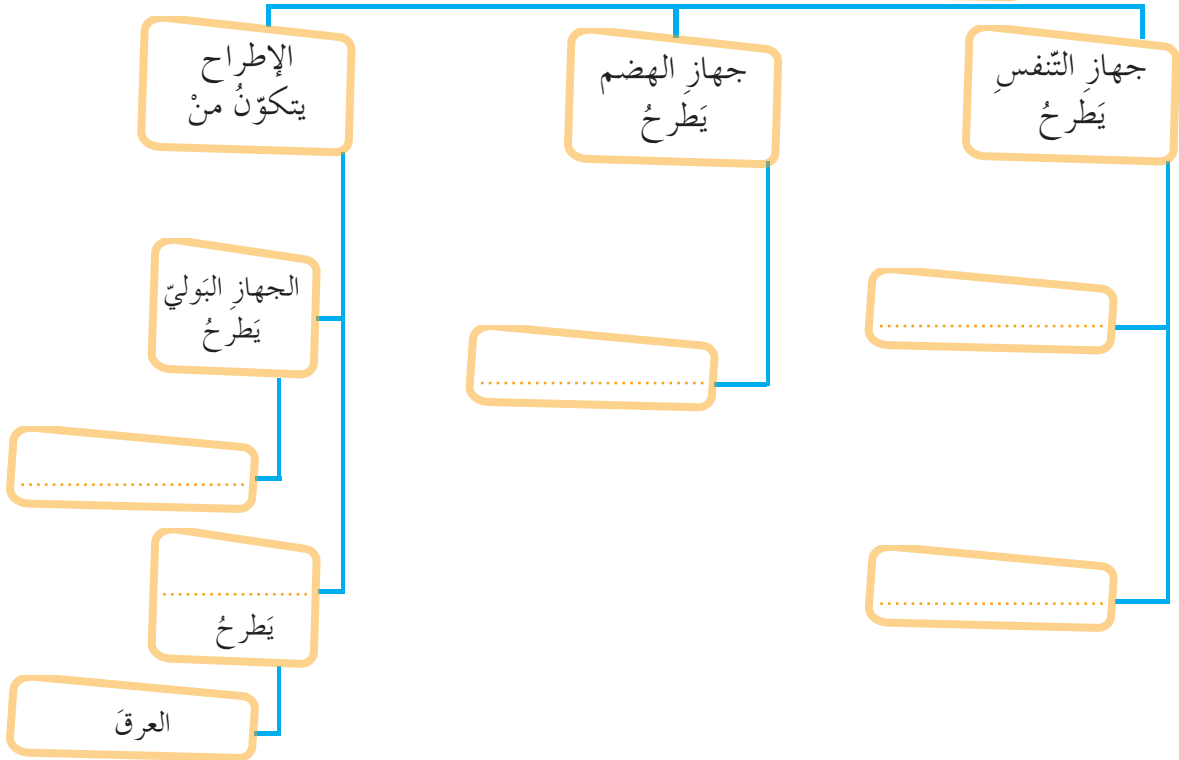 جهازِ التّنفسِ
يَطرحُ
جهازِ الهضم
يَطرحُ
الإطراح
يتكوّنُ منْ
الجهازِ البَوليّ
يَطرحُ
يَطرحُ
العرقَ